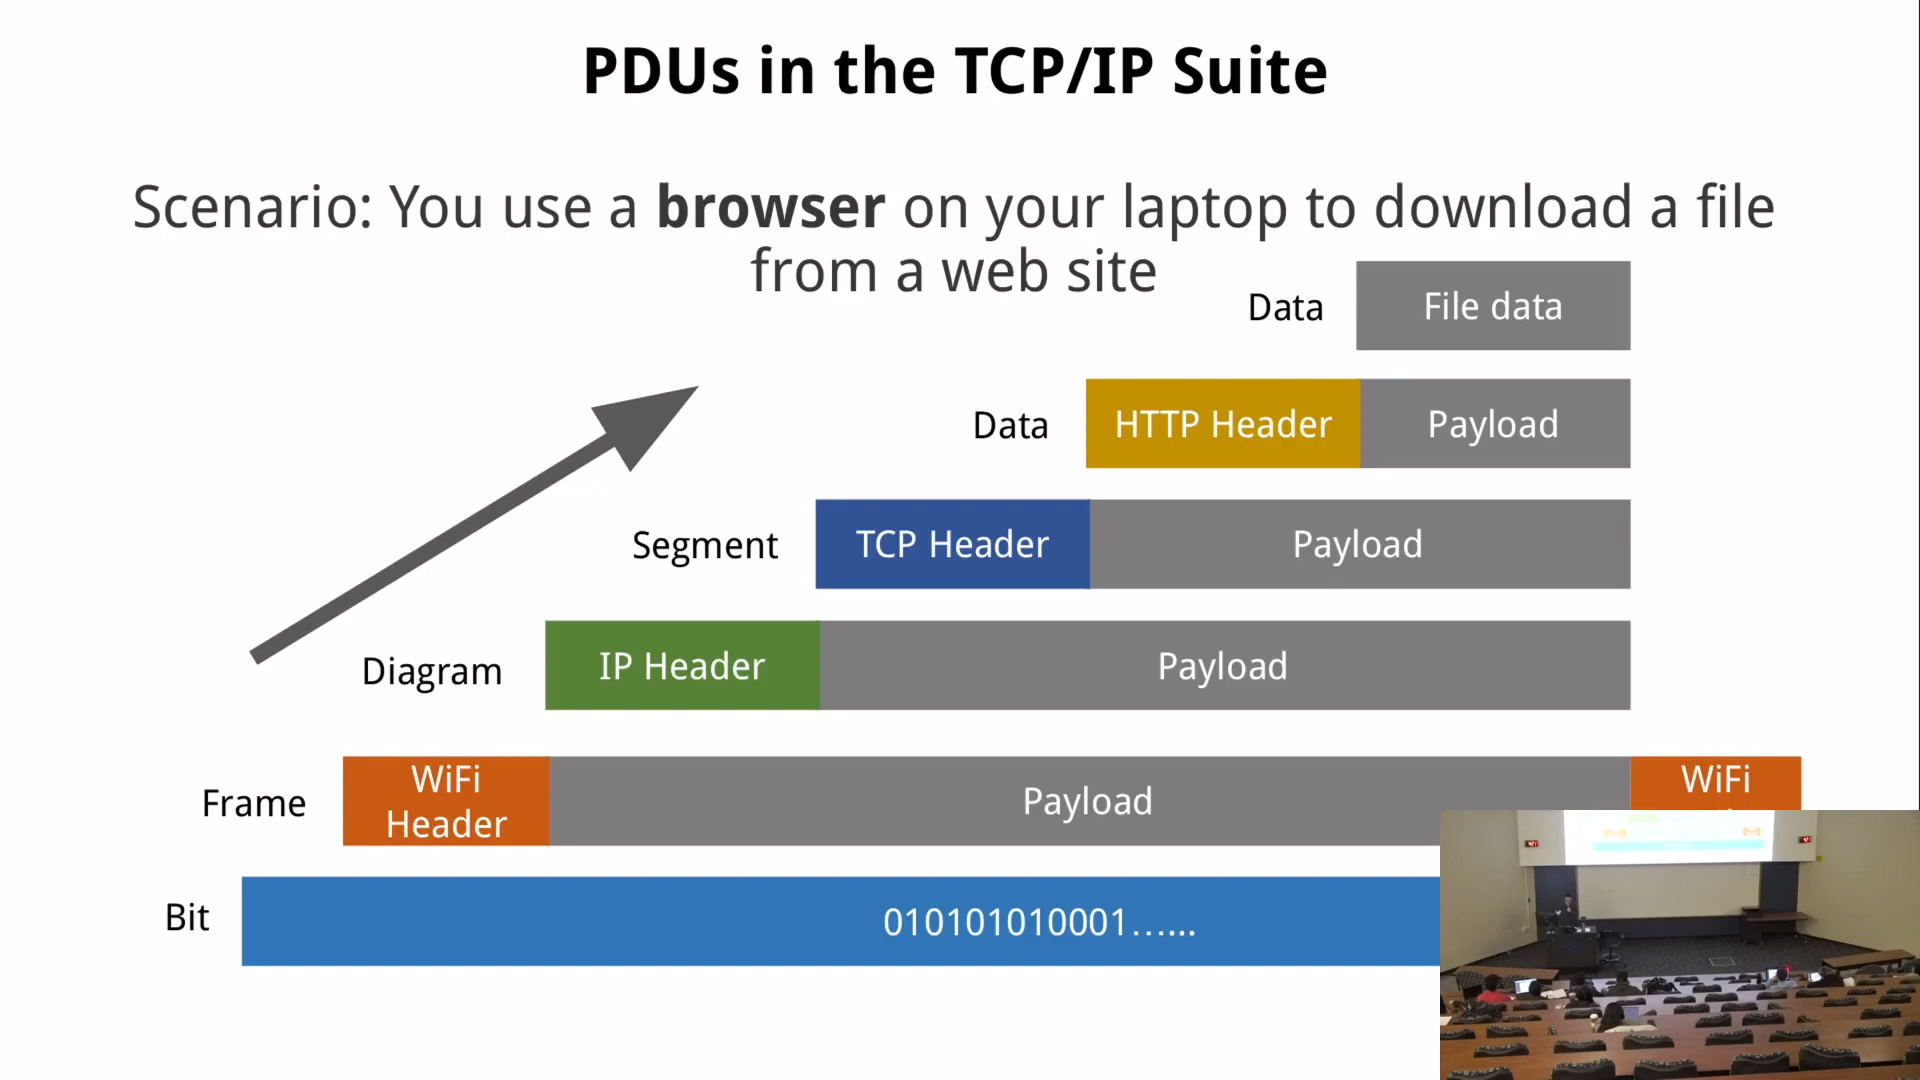 PDUs in the TCP/IP Suite
Scenario: You use a browser on your laptop to download a file
from a web site
Data
File data
Data
HTTP Header
Payload
Segment
TCP Header
Payload
Diagram
IP Header
Payload
Frame
WiFi
Header
Payload
WiFi
Bit
010101010001......